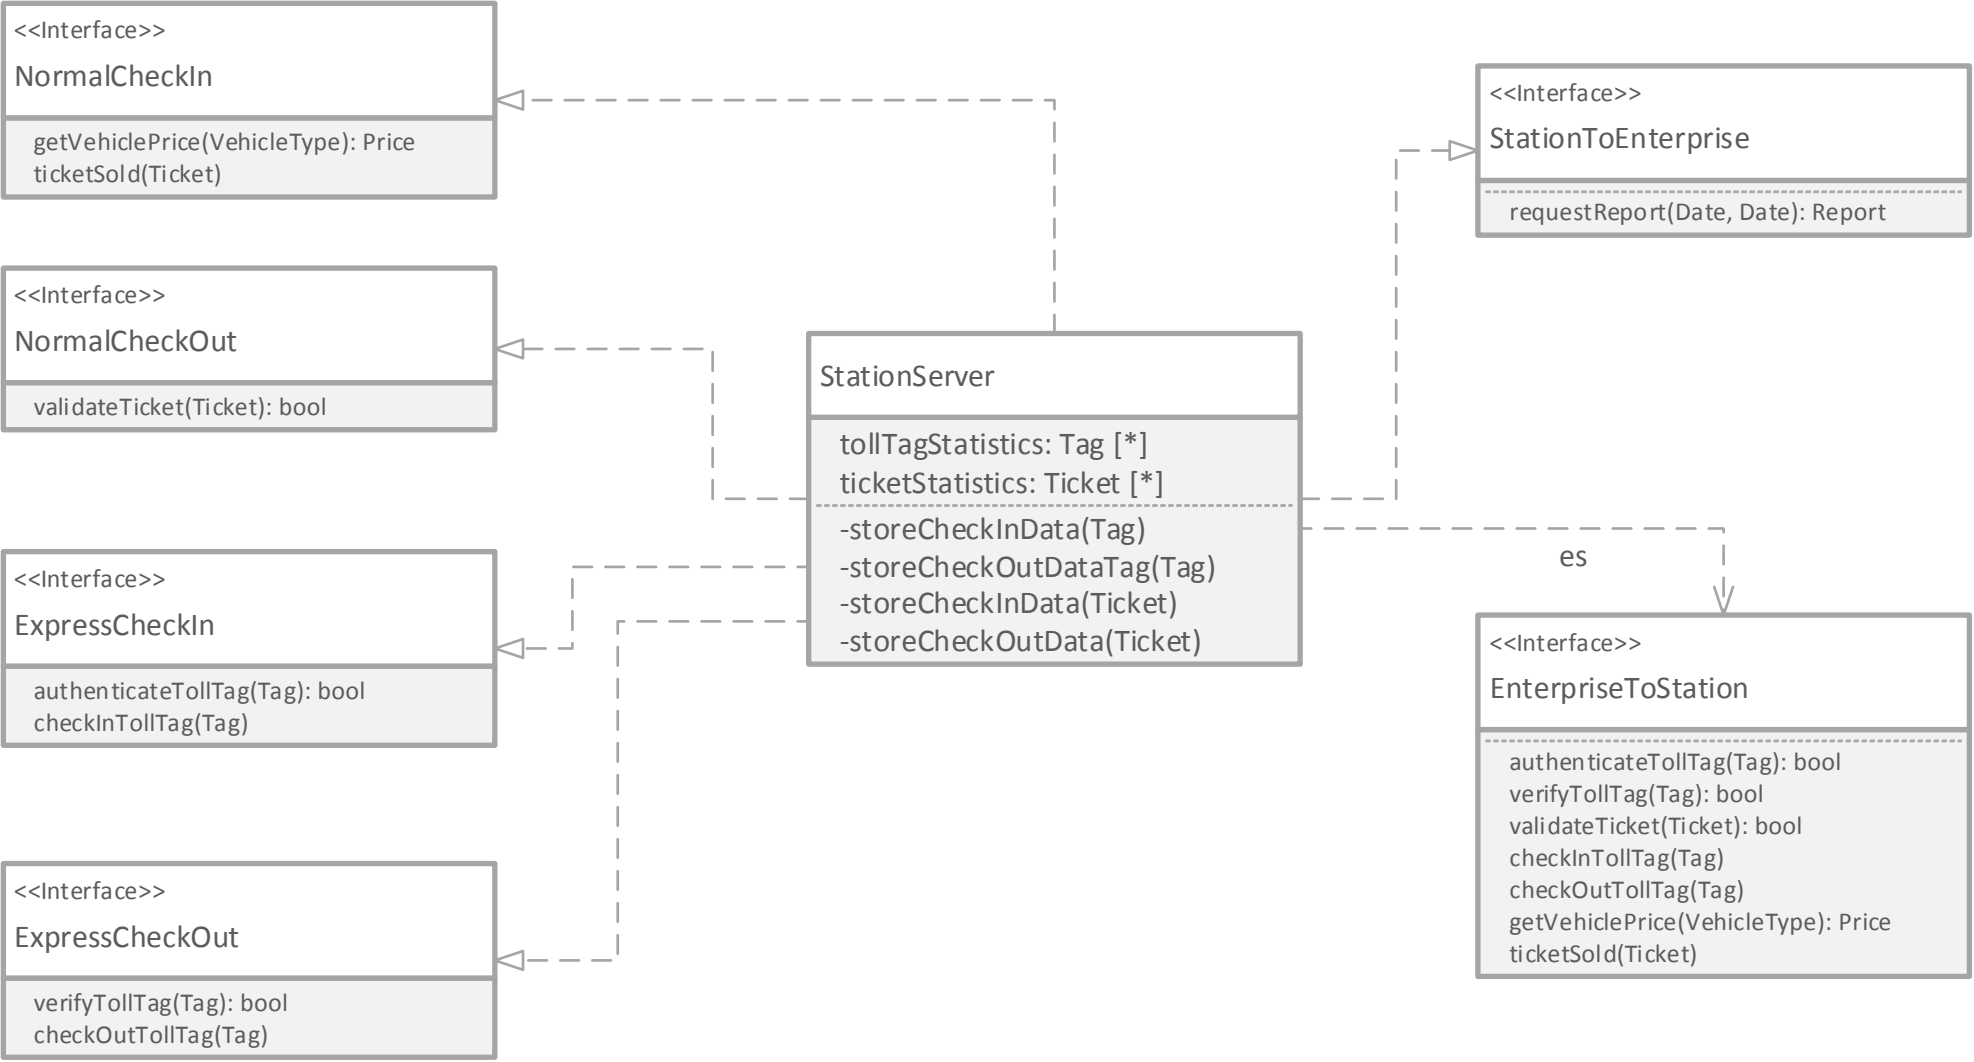 <<Interface>>
NormalCheckIn
getVehiclePrice(VehicleType): Price
ticketSold(Ticket)
<<Interface>>
NormalCheckOut
validateTicket(Ticket): bool
<<Interface>>
ExpressCheckIn
authenticateTollTag(Tag): bool
checkInTollTag(Tag)
<<Interface>>
ExpressCheckOut
verifyTollTag(Tag): bool
checkOutTollTag(Tag)
StationServer
tollTagStatistics: Tag [*]
ticketStatistics: Ticket [*]
-storeCheckInData(Tag)
-storeCheckOutDataTag(Tag)
-storeCheckInData(Ticket)
-storeCheckOutData(Ticket)
<<Interface>>
StationToEnterprise
requestReport(Date, Date): Report
es
<<Interface>>
EnterpriseToStation
authenticateTollTag(Tag): bool
verifyTollTag(Tag): bool
validateTicket(Ticket): bool
checkInTollTag(Tag)
checkOutTollTag(Tag)
getVehiclePrice(VehicleType): Price
ticketSold(Ticket)